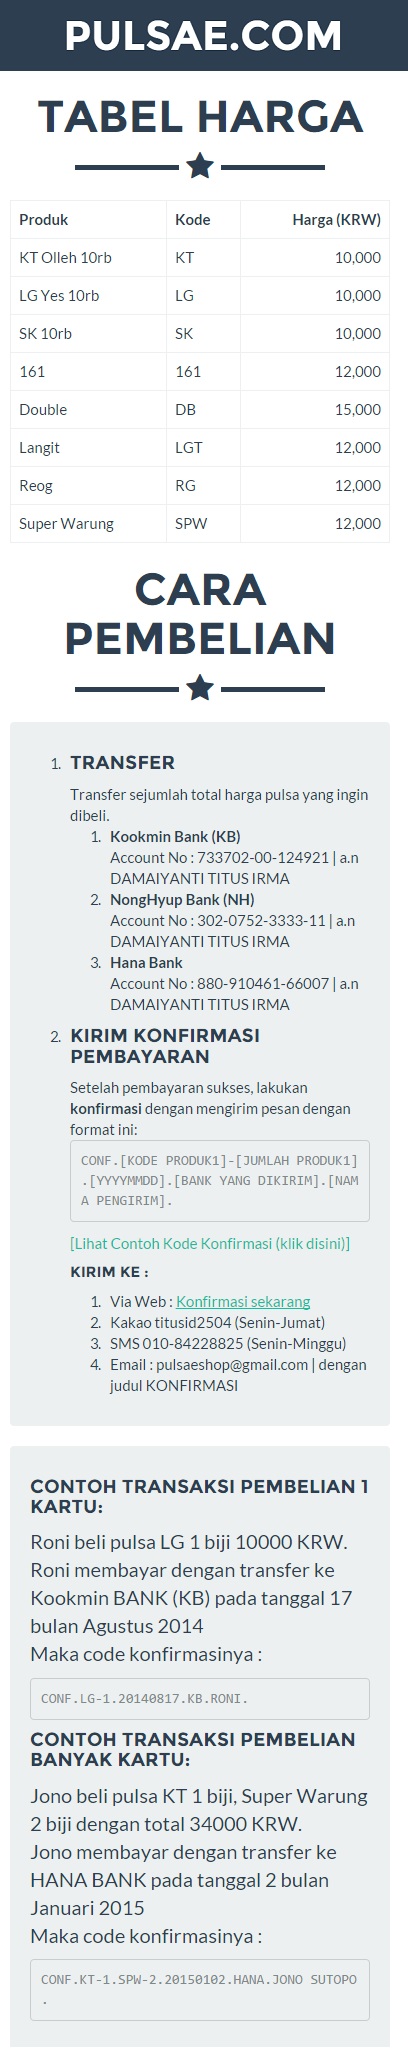 PULSAE.COM
TABEL HARGA
Produk Kode Harga (KRW)
KT Olleh 10rb KT 10,000
LG Yes 10rb LG 10,000
SK 10rb SK 10,000
161 161 12,000
Double DB 15,000
Langit LGT 12,000
Reog RG 12,000
Super Warung SPW 12,000
CARA
PEMBELIAN
1. TRANSFER
Transfer sejumlah total harga pulsa yang ingin
dibeli.
1. Kookmin Bank (KB)
Account No : 733702-00-124921 | a.n
DAMAIYANTI TITUS IRMA
2. NongHyup Bank (NH)
Account No : 302-0752-3333-11 | a.n
DAMAIYANTI TITUS IRMA
3. Hana Bank
Account No : 880-910461-66007 | a.n
DAMAIYANTI TITUS IRMA
2. KIRIM KONFIRMASI
PEMBAYARAN
Setelah pembayaran sukses, lakukan
konfirmasi dengan mengirim pesan dengan
format ini:
CONF.[KODE PRODUK1]-[JUMLAH PRODUK1]
.[YYYYMMDD].[BANK YANG DIKIRIM].[NAM
A PENGIRIM].
[Lihat Contoh Kode Konfirmasi (klik disini)]
KIRIM KE :
1. Via Web : Konfirmasi sekarang
2. Kakao titusid2504 (Senin-Jumat)
3. SMS 010-84228825 (Senin-Minggu)
4. Email : pulsaeshop@gmail.com | dengan
judul KONFIRMASI
CONTOH TRANSAKSI PEMBELIAN 1
KARTU:
Roni beli pulsa LG 1 biji 10000 KRW.
Roni membayar dengan transfer ke
Kookmin BANK (KB) pada tanggal 17
bulan Agustus 2014
Maka code konfirmasinya :
CONF.LG-1.20140817.KB.RONI.
CONTOH TRANSAKSI PEMBELIAN
BANYAK KARTU:
Jono beli pulsa KT 1 biji, Super Warung
2 biji dengan total 34000 KRW.
Jono membayar dengan transfer ke
HANA BANK pada tanggal 2 bulan
Januari 2015
Maka code konfirmasinya :
CONF.KT-1.SPW-2.20150102.HANA.JONO SUTOPO
.